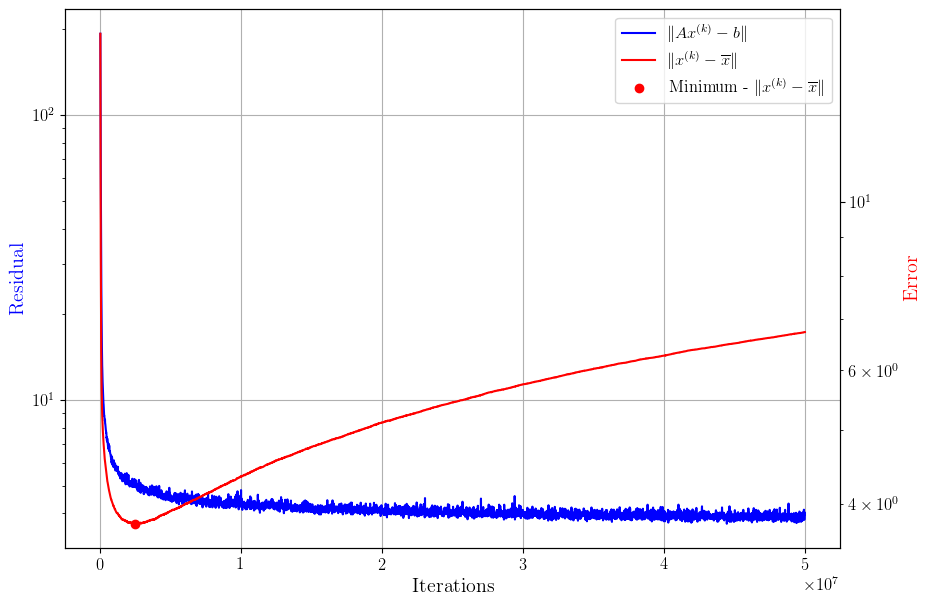 ‖Ax^{(k)} − b‖
‖x^{(k)} − x̅‖
Minimum - ‖x^{(k)} − x̅‖
10^2
10^1
Residual
10^1
6 × 10^0
4 × 10^0
Error
0 1 2 3 4 5
×10^7
Iterations